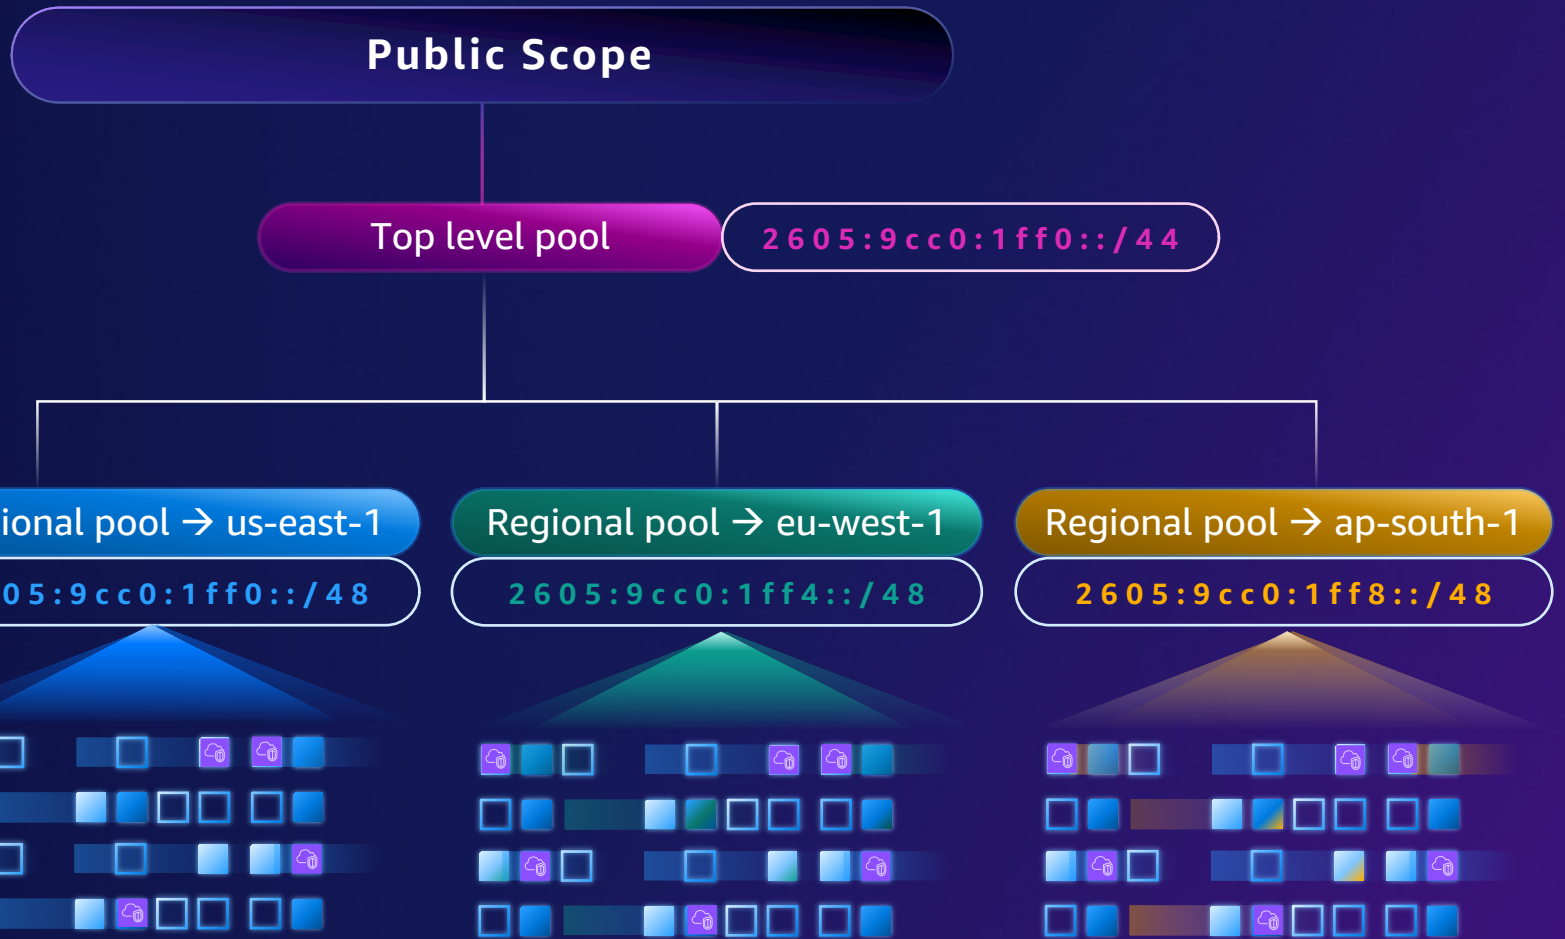 Public Scope
Top level pool
2605:9cc0:1ff0::/44
ional pool → us-east-1
Regional pool → eu-west-1
Regional pool → ap-south-1
05:9cc0:1ff0::/48
2605:9cc0:1ff4::/48
2605:9cc0:1ff8::/48